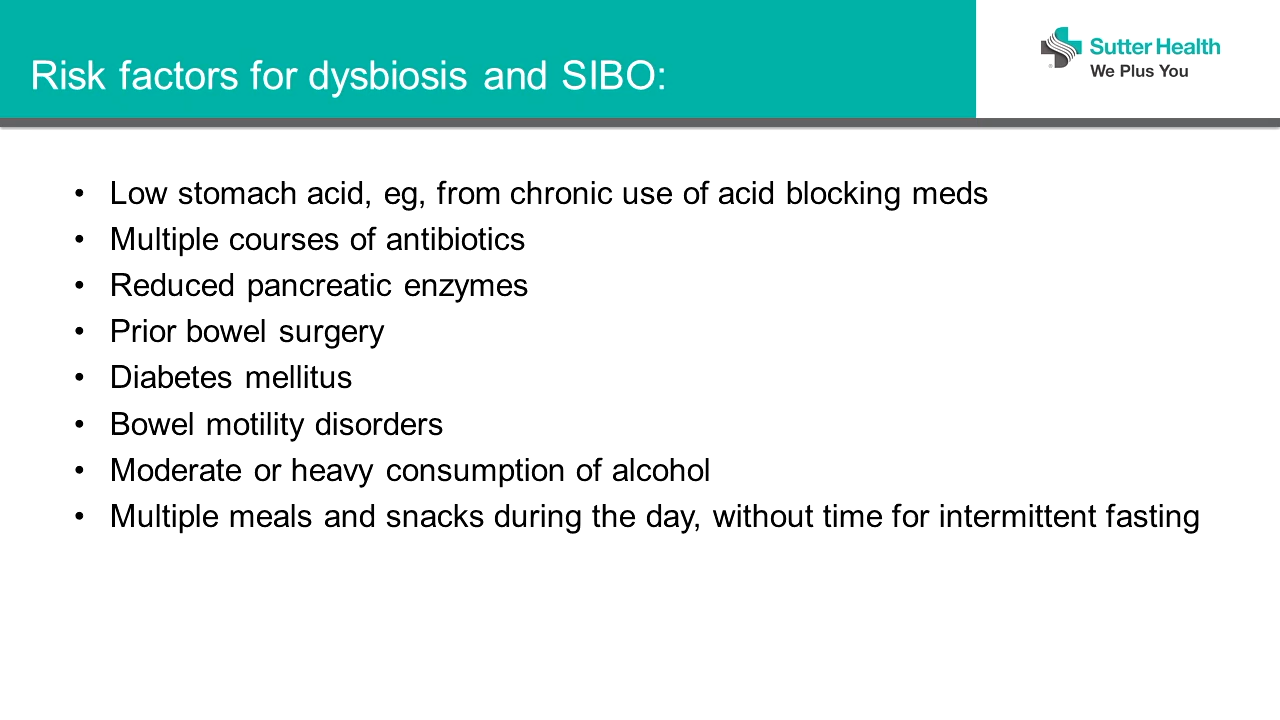 Risk factors for dysbiosis and SIBO:
Sutter Health
We Plus You
• Low stomach acid, eg, from chronic use of acid blocking meds
• Multiple courses of antibiotics
• Reduced pancreatic enzymes
• Prior bowel surgery
• Diabetes mellitus
• Bowel motility disorders
• Moderate or heavy consumption of alcohol
• Multiple meals and snacks during the day, without time for intermittent fasting